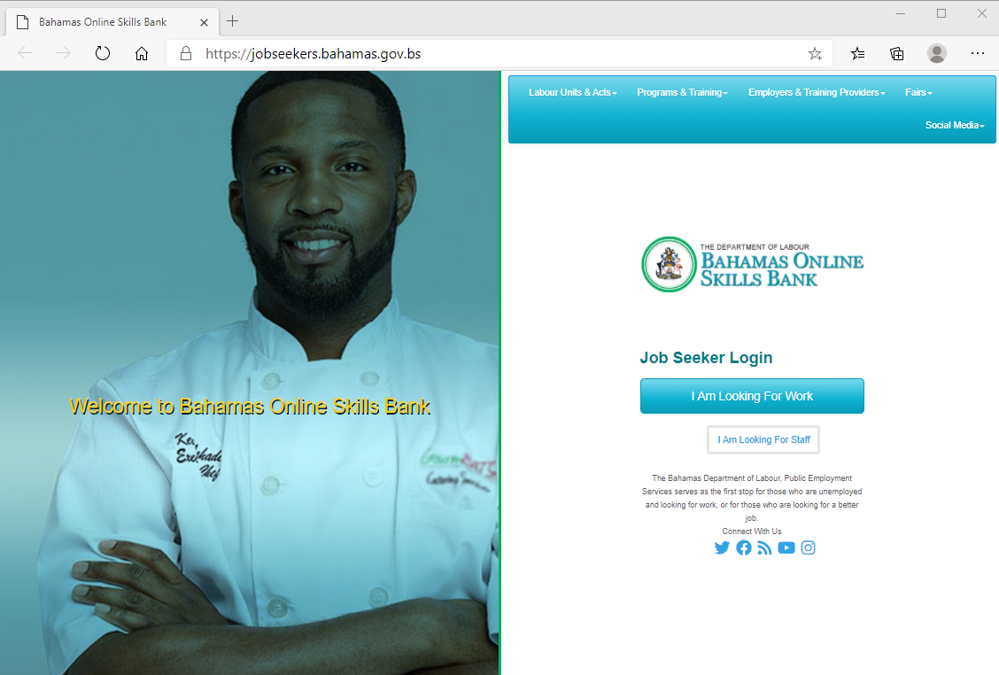 Bahamas Online Skills Bank
https://jobseekers.bahamas.gov.bs
Labour Units & Acts Programs & Training Employers & Training Providers Fairs
Social Media
THE DEPARTMENT OF LABOUR
BAHAMAS ONLINE
SKILLS BANK
Job Seeker Login
I Am Looking For Work
I Am Looking For Staff
The Bahamas Department of Labour, Public Employment
Services serves as the first stop for those who are unemployed
and looking for work, or for those who are looking for a better
job.
Connect With Us
Welcome to Bahamas Online Skills Bank
Chef
Catering